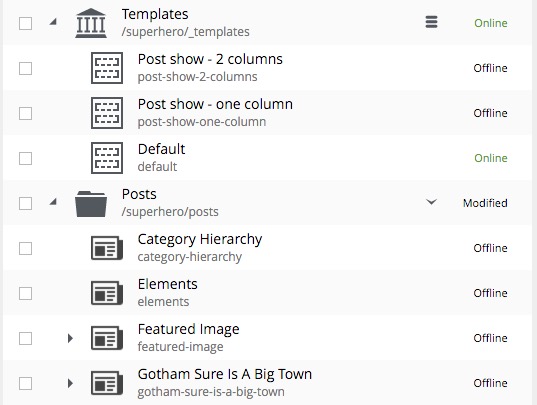 Templates
/superhero/_templates
Online
Post show - 2 columns
post-show-2-columns
Offline
Post show - one column
post-show-one-column
Offline
Default
default
Online
Posts
/superhero/posts
Modified
Category Hierarchy
category-hierarchy
Offline
Elements
elements
Offline
Featured Image
featured-image
Offline
Gotham Sure Is A Big Town
gotham-sure-is-a-big-town
Offline